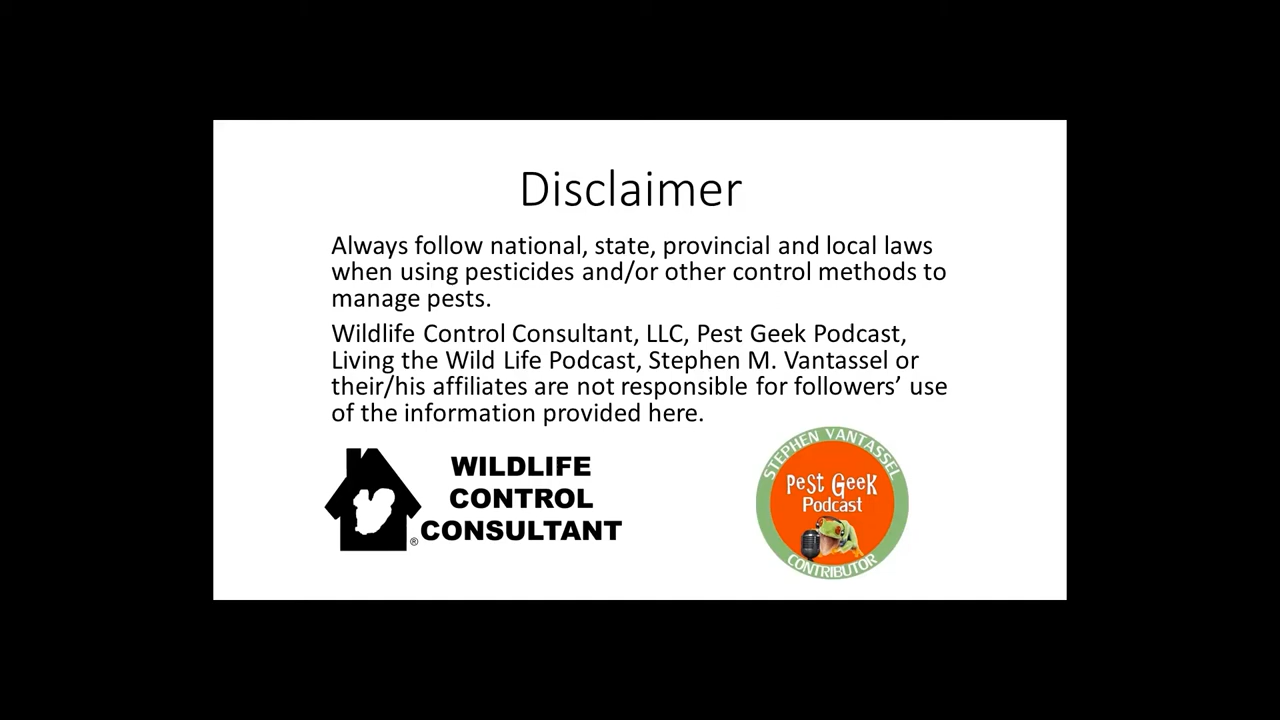 Disclaimer
Always follow national, state, provincial and local laws
when using pesticides and/or other control methods to
manage pests.
Wildlife Control Consultant, LLC, Pest Geek Podcast,
Living the Wild Life Podcast, Stephen M. Vantassel or
their/his affiliates are not responsible for followers’ use
of the information provided here.
WILDLIFE
CONTROL
CONSULTANT
®
STEPHEN VANTASSEL
PeSt GeeK
Podcast
CONTRIBUTOR